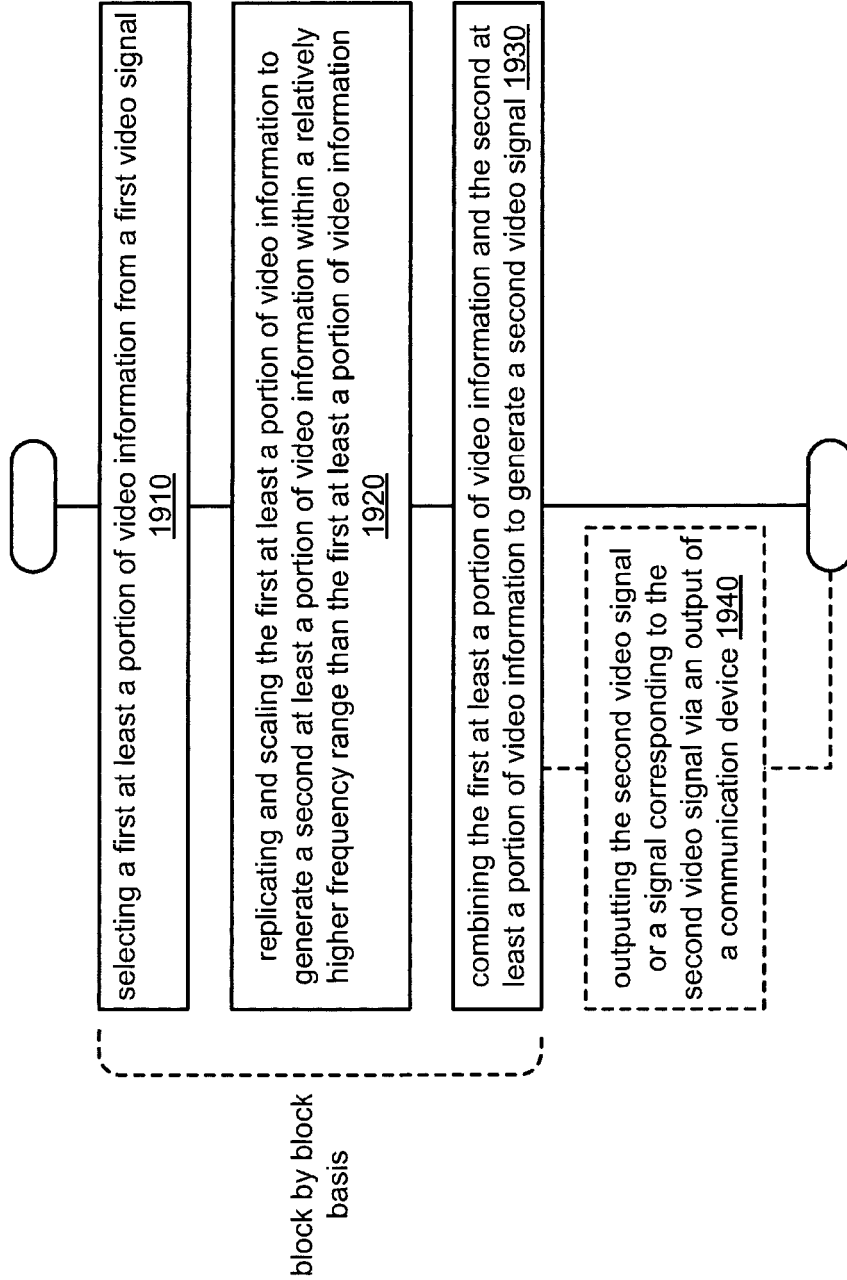 selecting a first at least a portion of video information from a first video signal
1910
replicating and scaling the first at least a portion of video information to
generate a second at least a portion of video information within a relatively
higher frequency range than the first at least a portion of video information
1920
combining the first at least a portion of video information and the second at
least a portion of video information to generate a second video signal 1930
outputting the second video signal
or a signal corresponding to the
second video signal via an output of
a communication device 1940
block by block
basis